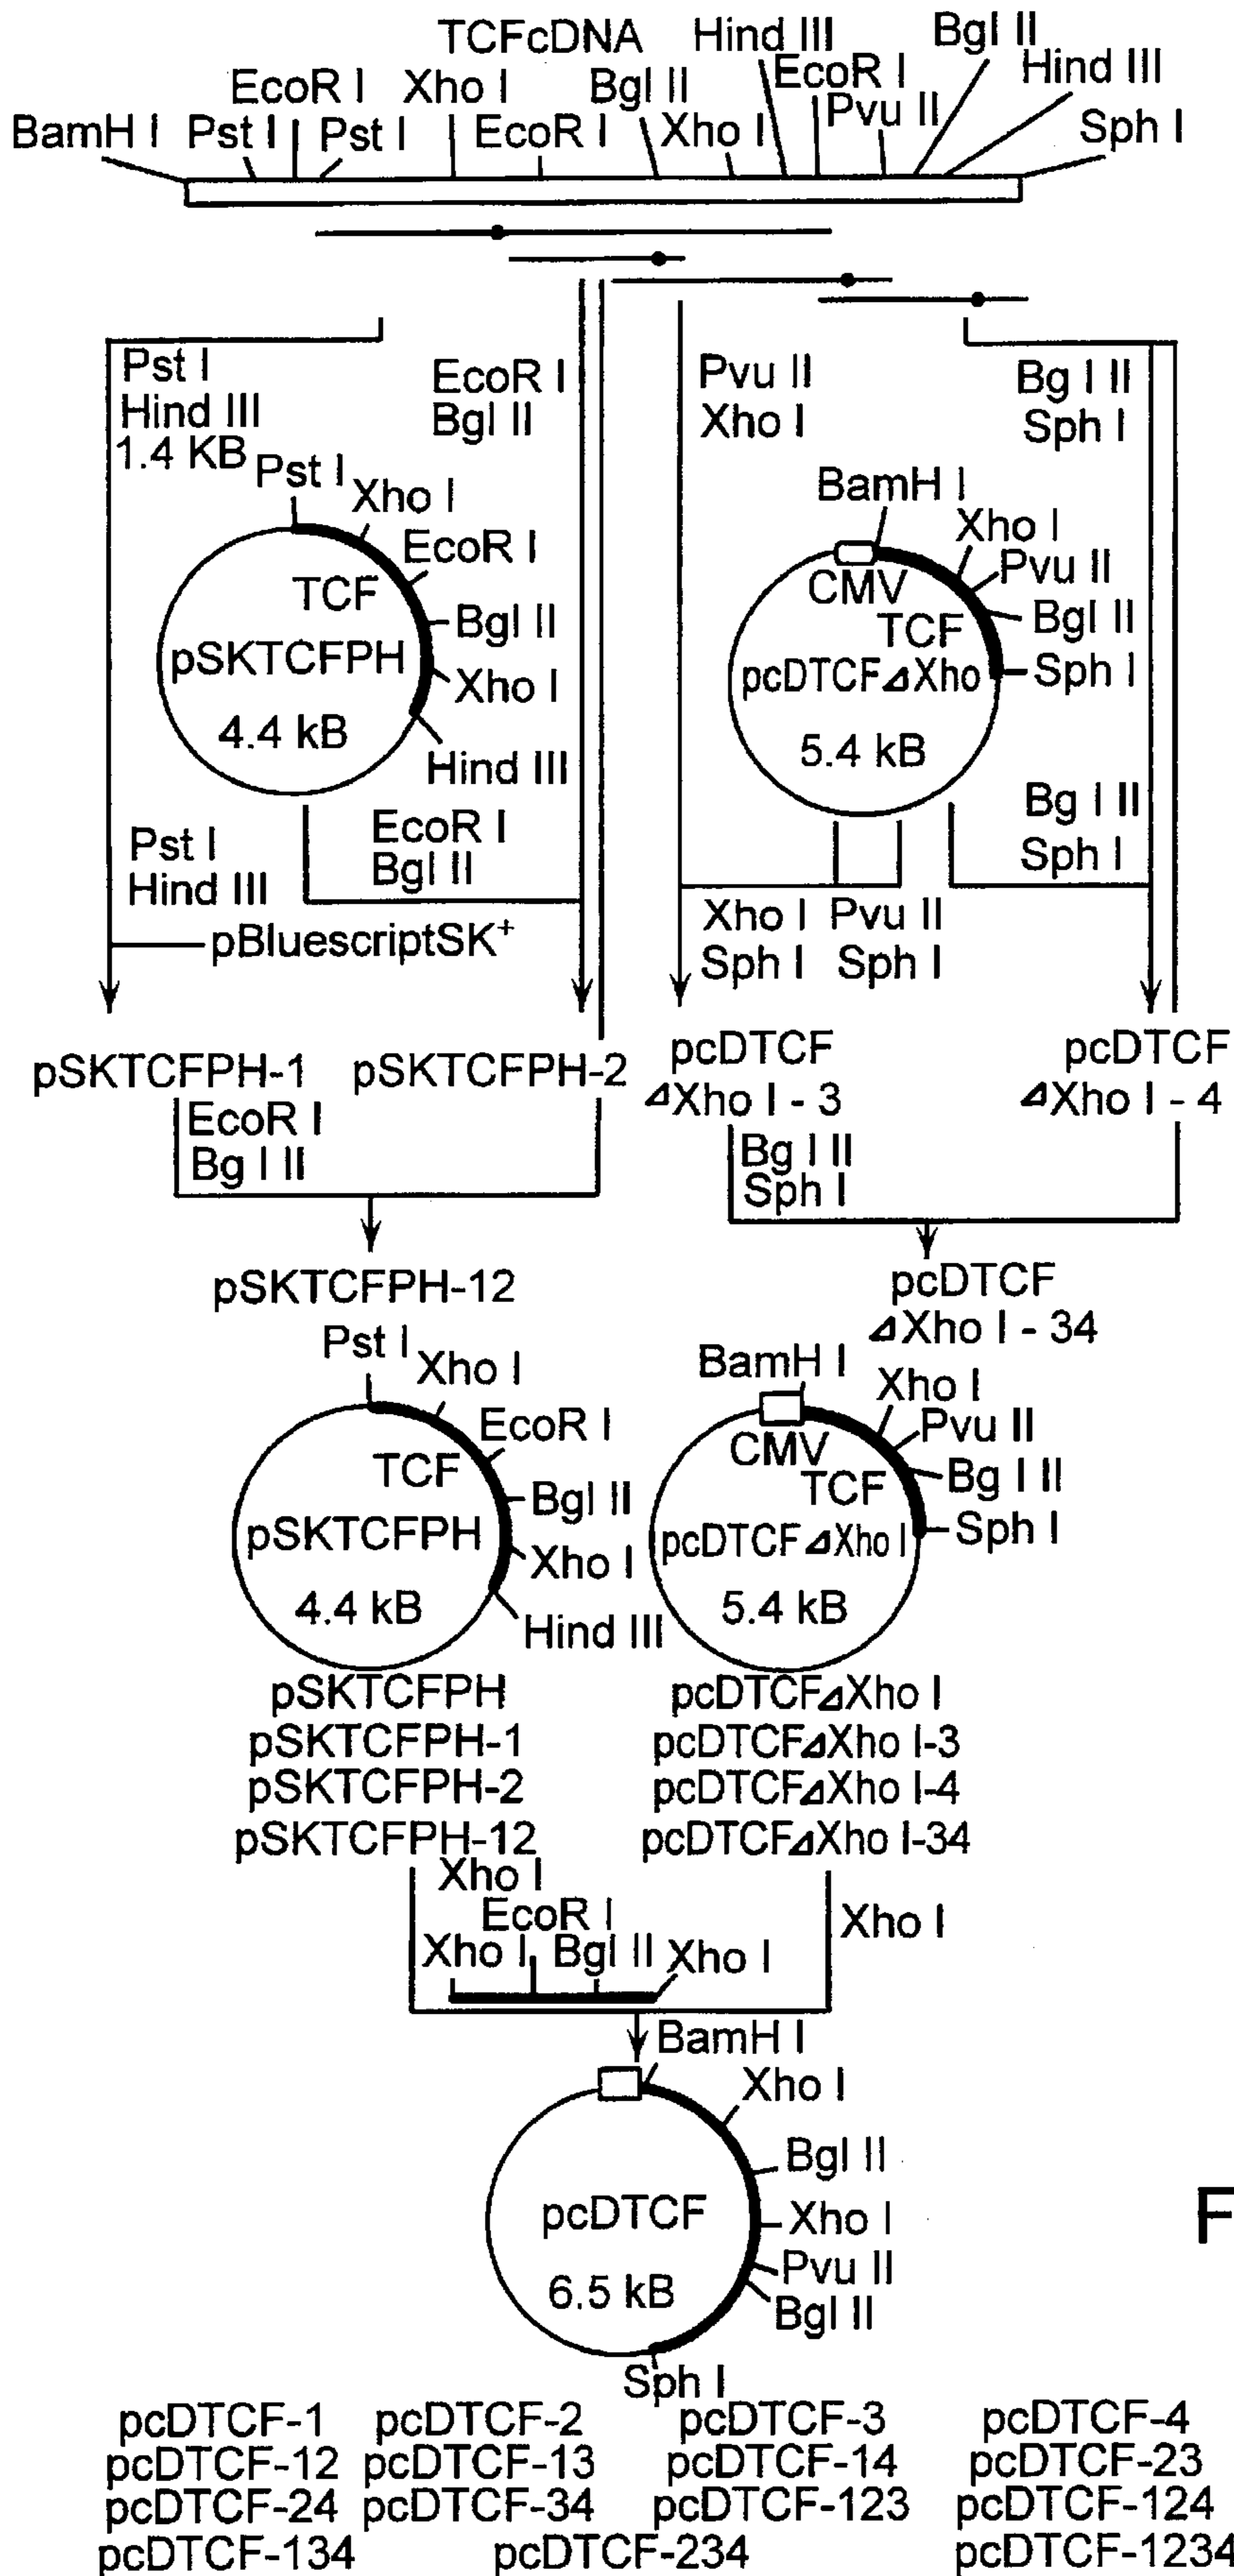 TCFcDNA
Hind III
Bgl II
EcoR I
Xho I
Bgl II
EcoR I
Hind III
BamH I
Pst I
Pst I
EcoR I
Xho I
Pvu II
Sph I
Pst I
Hind III
1.4 KB
EcoR I
Bgl II
Pvu II
Xho I
Bg I II
Sph I
Pst I
Xho I
EcoR I
TCF
Bgl II
pSKTCFPH
Xho I
4.4 kB
Hind III
BamH I
Xho I
CMV
Pvu II
TCF
Bgl II
pcDTCF⊿Xho
Sph I
5.4 kB
Pst I
Hind III
EcoR I
Bgl II
Bg I II
Sph I
pBluescriptSK+
Xho I Pvu II
Sph I Sph I
pSKTCFPH-1
pSKTCFPH-2
pcDTCF
⊿Xho I - 3
pcDTCF
⊿Xho I - 4
EcoR I
Bg I II
Bg I II
Sph I
pSKTCFPH-12
pcDTCF
⊿Xho I - 34
Pst I
Xho I
EcoR I
TCF
Bgl II
pSKTCFPH
Xho I
4.4 kB
Hind III
BamH I
Xho I
Pvu II
CMV
TCF
Bg I II
pcDTCF⊿Xho I
Sph I
5.4 kB
pSKTCFPH
pSKTCFPH-1
pSKTCFPH-2
pSKTCFPH-12
pcDTCF⊿Xho I
pcDTCF⊿Xho I-3
pcDTCF⊿Xho I-4
pcDTCF⊿Xho I-34
Xho I
EcoR I
Xho I
Bgl II
Xho I
Xho I
BamH I
Xho I
Bgl II
pcDTCF
Xho I
Pvu II
6.5 kB
Bgl II
Sph I
F
pcDTCF-1 pcDTCF-2 pcDTCF-3 pcDTCF-4
pcDTCF-12 pcDTCF-13 pcDTCF-14 pcDTCF-23
pcDTCF-24 pcDTCF-34 pcDTCF-123 pcDTCF-124
pcDTCF-134 pcDTCF-234 pcDTCF-1234